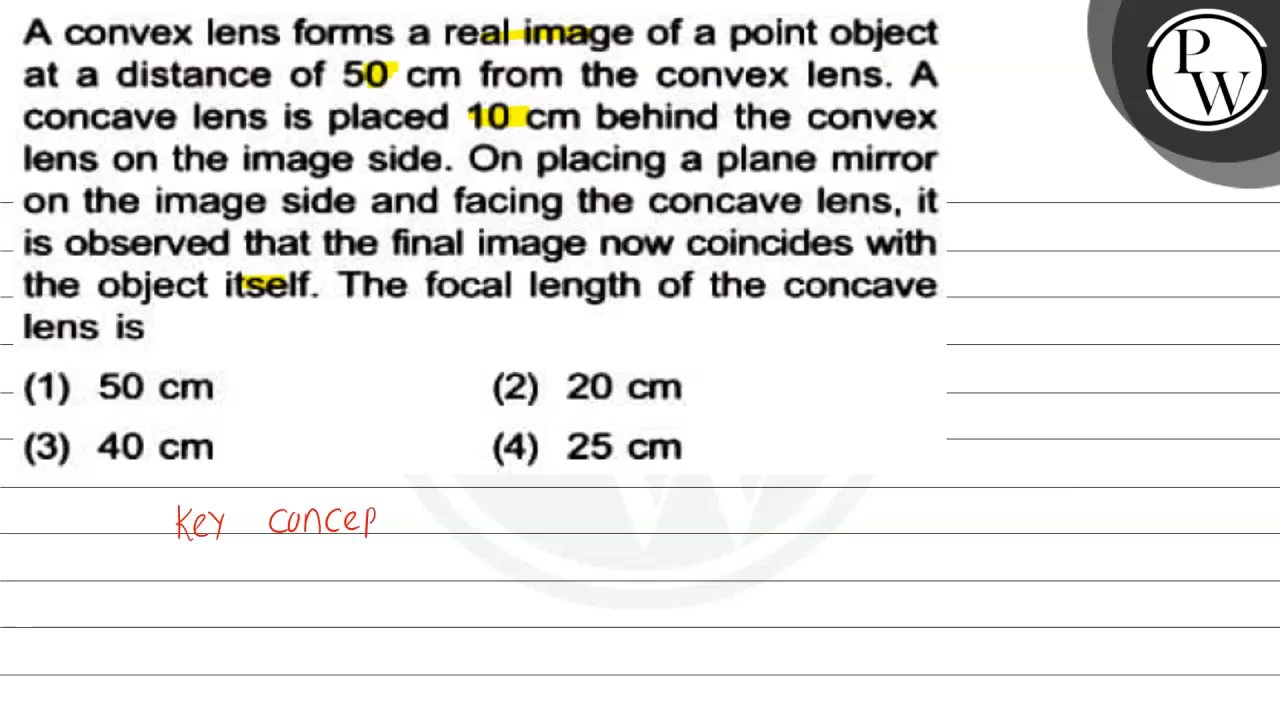 A convex lens forms a real image of a point object
at a distance of 50 cm from the convex lens. A
concave lens is placed 10 cm behind the convex
lens on the image side. On placing a plane mirror
on the image side and facing the concave lens, it
is observed that the final image now coincides with
the object itself. The focal length of the concave
lens is
(1) 50 cm (2) 20 cm
(3) 40 cm (4) 25 cm
Key concep
P
W